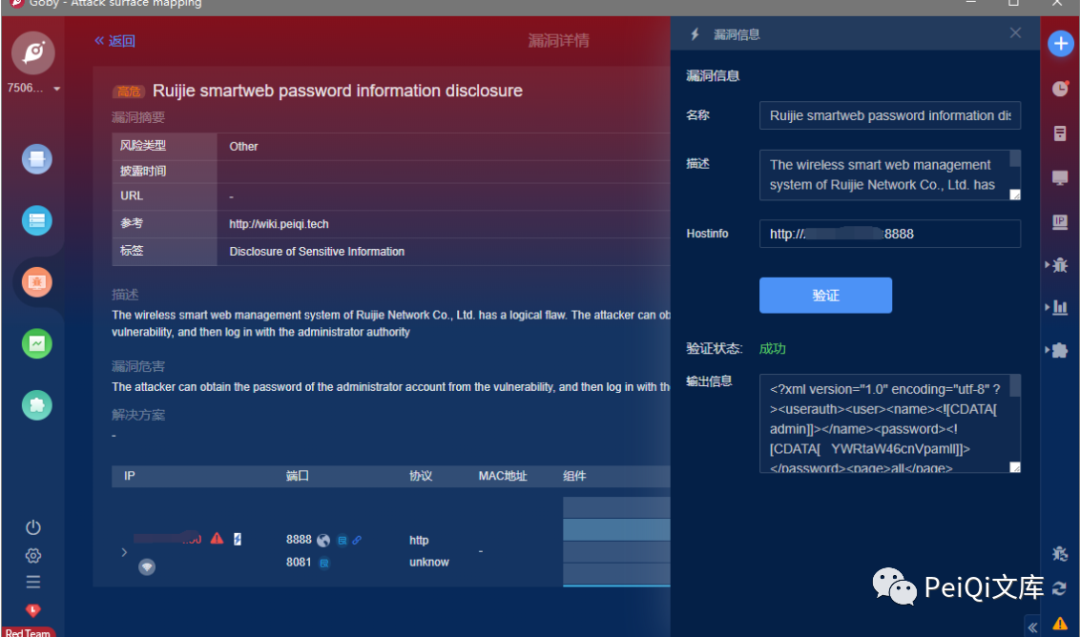 Goby - Attack surface mapping
7506...
« 返回
漏洞详情
高危 Ruijie smartweb password information disclosure
漏洞摘要
风险类型 Other
披露时间
URL -
参考 http://wiki.peiqi.tech
标签 Disclosure of Sensitive Information
描述
The wireless smart web management system of Ruijie Network Co., Ltd. has a logical flaw. The attacker can ob
vulnerability, and then log in with the administrator authority
漏洞危害
The attacker can obtain the password of the administrator account from the vulnerability, and then log in with the
解决方案
-
IP 端口 协议 MAC地址 组件
8888 http
-
8081 unknow
Red Team
漏洞信息
漏洞信息
名称 Ruijie smartweb password information dis
描述 The wireless smart web management
system of Ruijie Network Co., Ltd. has
Hostinfo http://. :8888
验证
验证状态: 成功
输出信息 <?xml version="1.0" encoding="utf-8" ?
><userauth><user><name><![CDATA[
admin]]></name><password><!
[CDATA[ YWRtaW46cnVpamll]]>
</password><page>all</page>
IP
PeiQi文库